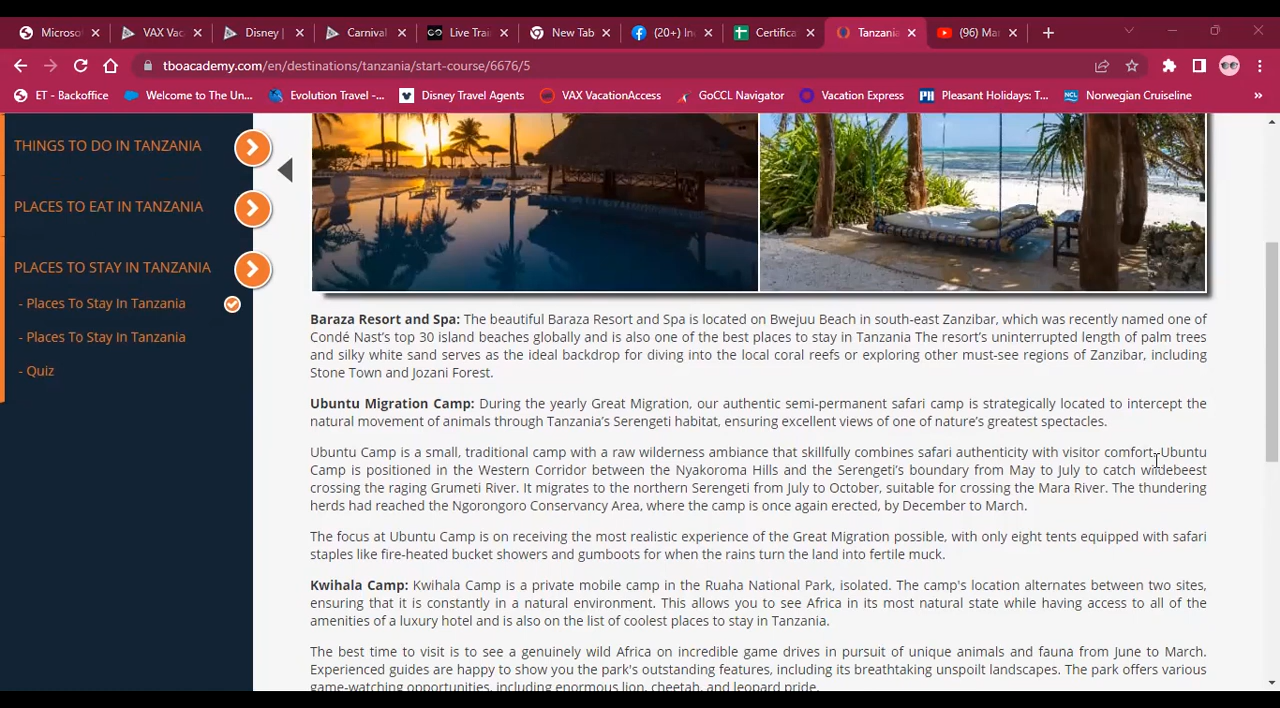 Microso
VAX Vac
Disney |
Carnival
Live Trai
New Tab
(20+) In
Certifica
Tanzania
(96) Ma
tboacademy.com/en/destinations/tanzania/start-course/6676/5
ET - Backoffice
Welcome to The Un...
Evolution Travel -...
Disney Travel Agents
VAX VacationAccess
GoCCL Navigator
Vacation Express
Pleasant Holidays: T...
Norwegian Cruiseline
»
THINGS TO DO IN TANZANIA
PLACES TO EAT IN TANZANIA
PLACES TO STAY IN TANZANIA
- Places To Stay In Tanzania
- Places To Stay In Tanzania
- Quiz
Baraza Resort and Spa: The beautiful Baraza Resort and Spa is located on Bwejuu Beach in south-east Zanzibar, which was recently named one of
Condé Nast's top 30 island beaches globally and is also one of the best places to stay in Tanzania The resort's uninterrupted length of palm trees
and silky white sand serves as the ideal backdrop for diving into the local coral reefs or exploring other must-see regions of Zanzibar, including
Stone Town and Jozani Forest.
Ubuntu Migration Camp: During the yearly Great Migration, our authentic semi-permanent safari camp is strategically located to intercept the
natural movement of animals through Tanzania's Serengeti habitat, ensuring excellent views of one of nature's greatest spectacles.
Ubuntu Camp is a small, traditional camp with a raw wilderness ambiance that skillfully combines safari authenticity with visitor comfort. Ubuntu
Camp is positioned in the Western Corridor between the Nyakoroma Hills and the Serengeti's boundary from May to July to catch wildebeest
crossing the raging Grumeti River. It migrates to the northern Serengeti from July to October, suitable for crossing the Mara River. The thundering
herds had reached the Ngorongoro Conservancy Area, where the camp is once again erected, by December to March.
The focus at Ubuntu Camp is on receiving the most realistic experience of the Great Migration possible, with only eight tents equipped with safari
staples like fire-heated bucket showers and gumboots for when the rains turn the land into fertile muck.
Kwihala Camp: Kwihala Camp is a private mobile camp in the Ruaha National Park, isolated. The camp's location alternates between two sites,
ensuring that it is constantly in a natural environment. This allows you to see Africa in its most natural state while having access to all of the
amenities of a luxury hotel and is also on the list of coolest places to stay in Tanzania.
The best time to visit is to see a genuinely wild Africa on incredible game drives in pursuit of unique animals and fauna from June to March.
Experienced guides are happy to show you the park's outstanding features, including its breathtaking unspoilt landscapes. The park offers various
game-watching opportunities, including enormous lion, cheetah, and leopard pride.